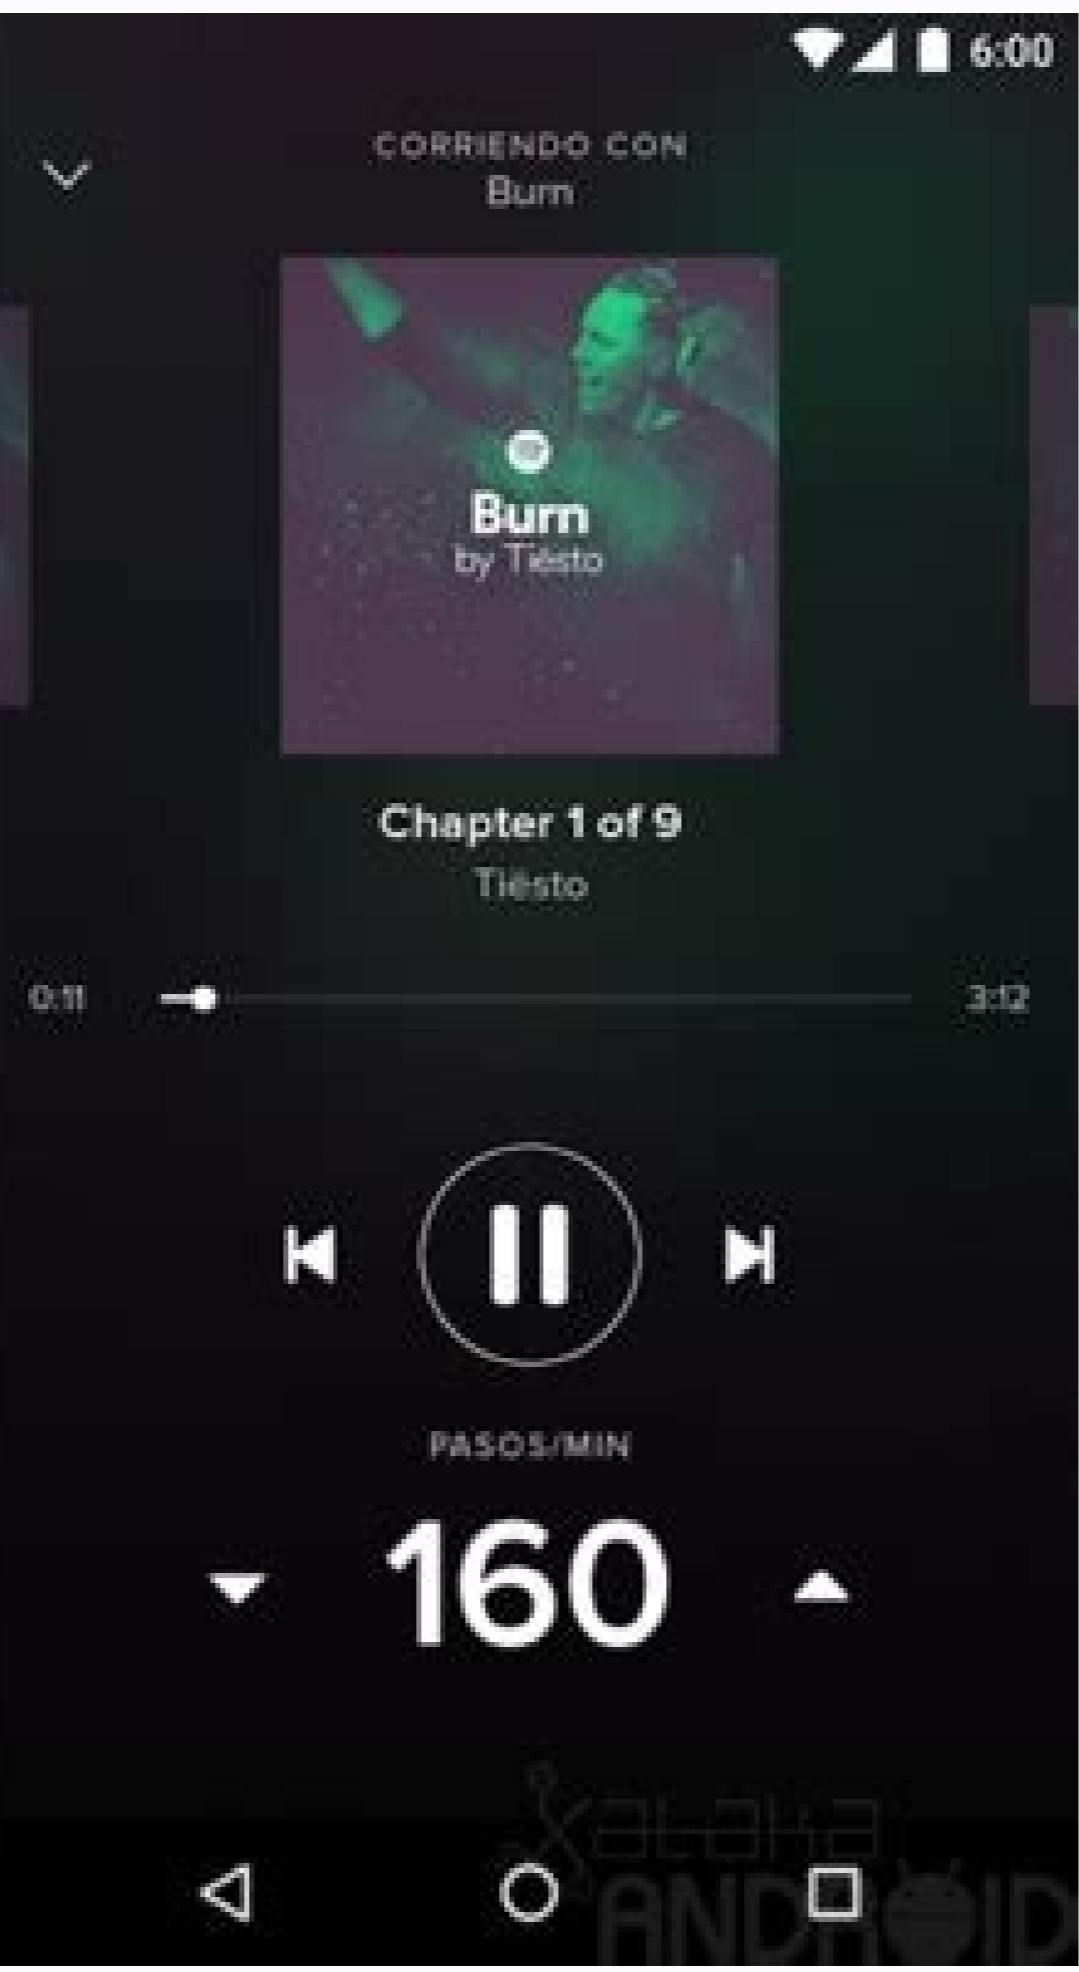 6:00
CORRIENDO CON
Burn
Burn
by Tiësto
Chapter 1 of 9
Tiësto
0:11
3:12
PASOS/MIN
160
Xataka
ANDROID